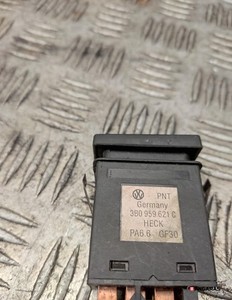 PNT
Germany
3B0 959 621 C
HECK
PA6.6 GF30